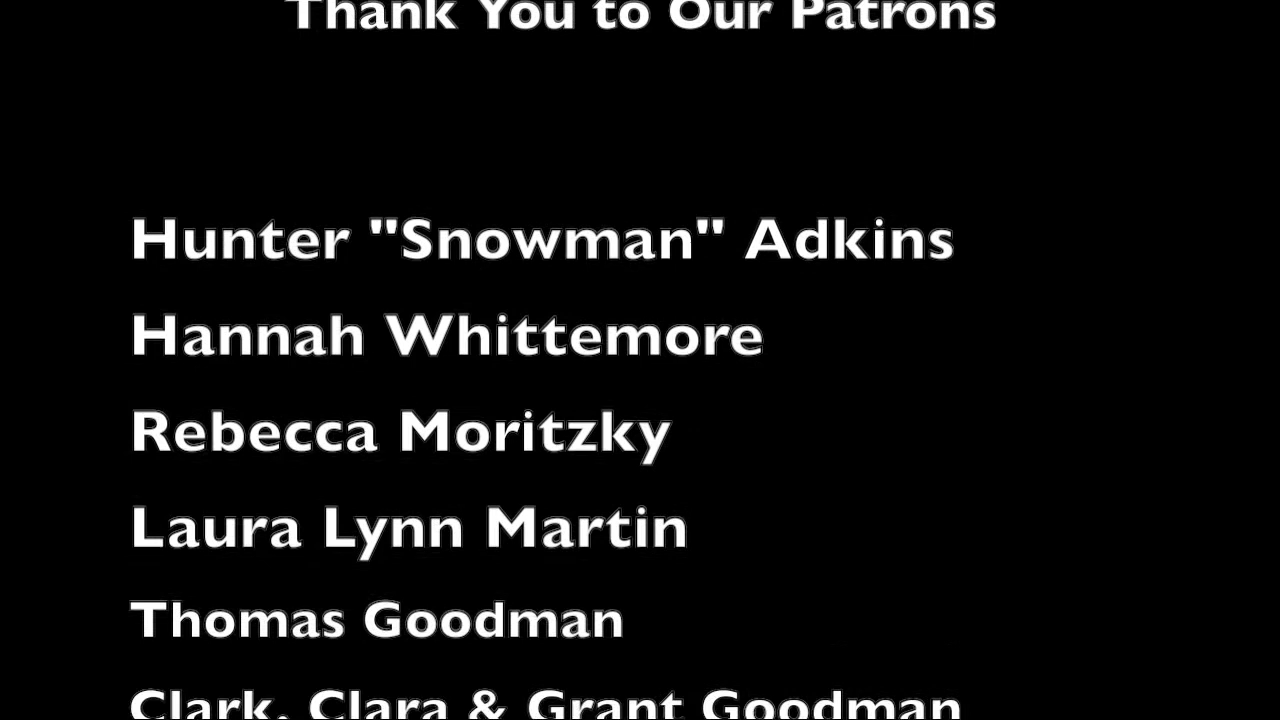 Thank You to Our Patrons
Hunter "Snowman" Adkins
Hannah Whittemore
Rebecca Moritzky
Laura Lynn Martin
Thomas Goodman
Clark, Clara & Grant Goodman